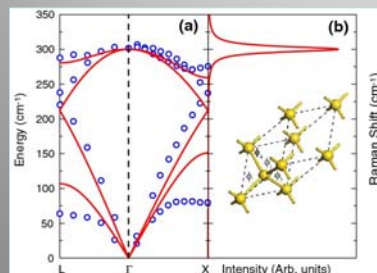 (a)
(b)
350
300
250
200
150
100
50
0
Energy (cm⁻¹)
L
Γ
X
Intensity (Arb. units)
Raman Shift (cm⁻¹)